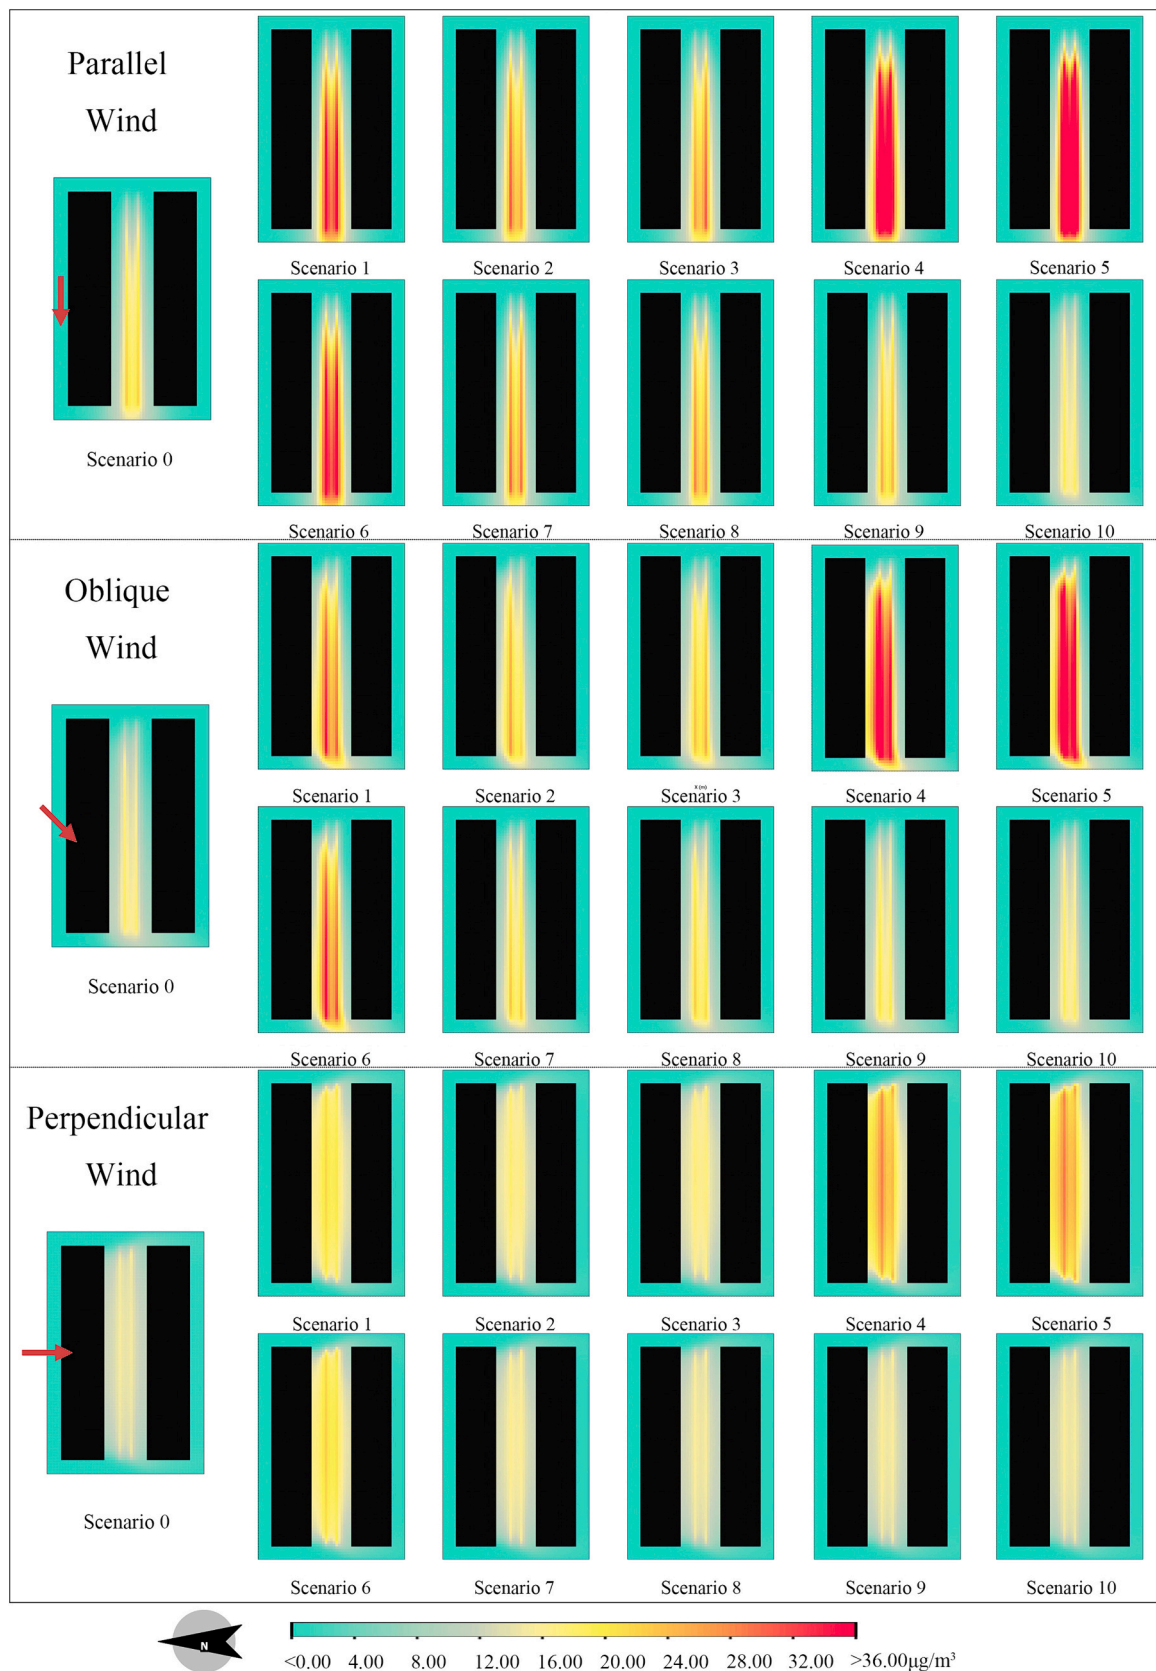 Parallel
Wind
Scenario 0
Scenario 1
Scenario 2
Scenario 3
Scenario 4
Scenario 5
Scenario 6
Scenario 7
Scenario 8
Scenario 9
Scenario 10
Oblique
Wind
Scenario 0
Scenario 1
Scenario 2
X (m)
Scenario 3
Scenario 4
Scenario 5
Scenario 6
Scenario 7
Scenario 8
Scenario 9
Scenario 10
Perpendicular
Wind
Scenario 0
Scenario 1
Scenario 2
Scenario 3
Scenario 4
Scenario 5
Scenario 6
Scenario 7
Scenario 8
Scenario 9
Scenario 10
N
<0.00 4.00 8.00 12.00 16.00 20.00 24.00 28.00 32.00 >36.00μg/m³